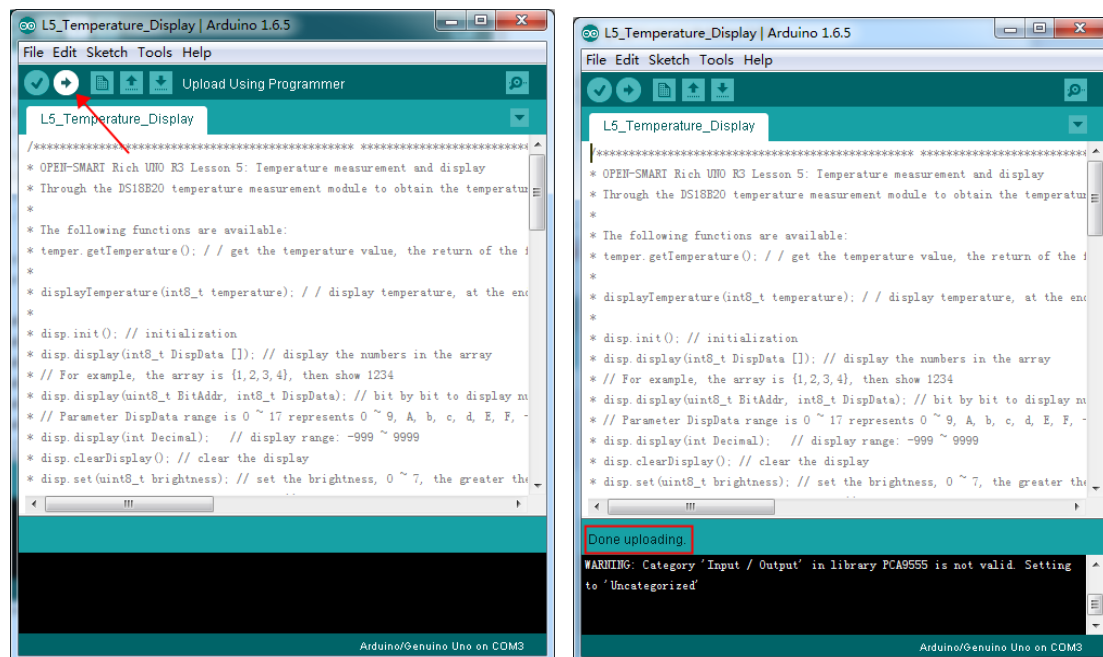 L5_Temperature_Display | Arduino 1.6.5
File Edit Sketch Tools Help
Upload Using Programmer
L5_Temperature_Display
/************************************************ *************************
* OPEN-SMART Rich UNO R3 Lesson 5: Temperature measurement and display
* Through the DS18B20 temperature measurement module to obtain the temperatur
*
* The following functions are available:
* temper.getTemperature(); / / get the temperature value, the return of the f
*
* displayTemperature(int8_t temperature); / / display temperature, at the end
*
* disp.init(); // initialization
* disp.display(int8_t DispData []); // display the numbers in the array
* // For example, the array is {1,2,3,4}, then show 1234
* disp.display(uint8_t BitAddr, int8_t DispData); // bit by bit to display nu
* // Parameter DispData range is 0 ~ 17 represents 0 ~ 9, A, b, c, d, E, F, -
* disp.display(int Decimal);   // display range: -999 ~ 9999
* disp.clearDisplay(); // clear the display
* disp.set(uint8_t brightness); // set the brightness, 0 ~ 7, the greater the
Arduino/Genuino Uno on COM3
L5_Temperature_Display | Arduino 1.6.5
File Edit Sketch Tools Help
L5_Temperature_Display
/************************************************ *************************
* OPEN-SMART Rich UNO R3 Lesson 5: Temperature measurement and display
* Through the DS18B20 temperature measurement module to obtain the temperatur
*
* The following functions are available:
* temper.getTemperature(); / / get the temperature value, the return of the f
*
* displayTemperature(int8_t temperature); / / display temperature, at the end
*
* disp.init(); // initialization
* disp.display(int8_t DispData []); // display the numbers in the array
* // For example, the array is {1,2,3,4}, then show 1234
* disp.display(uint8_t BitAddr, int8_t DispData); // bit by bit to display nu
* // Parameter DispData range is 0 ~ 17 represents 0 ~ 9, A, b, c, d, E, F, -
* disp.display(int Decimal);   // display range: -999 ~ 9999
* disp.clearDisplay(); // clear the display
* disp.set(uint8_t brightness); // set the brightness, 0 ~ 7, the greater the
Done uploading.
WARNING: Category 'Input / Output' in library PCA9555 is not valid. Setting
to 'Uncategorized'
Arduino/Genuino Uno on COM3